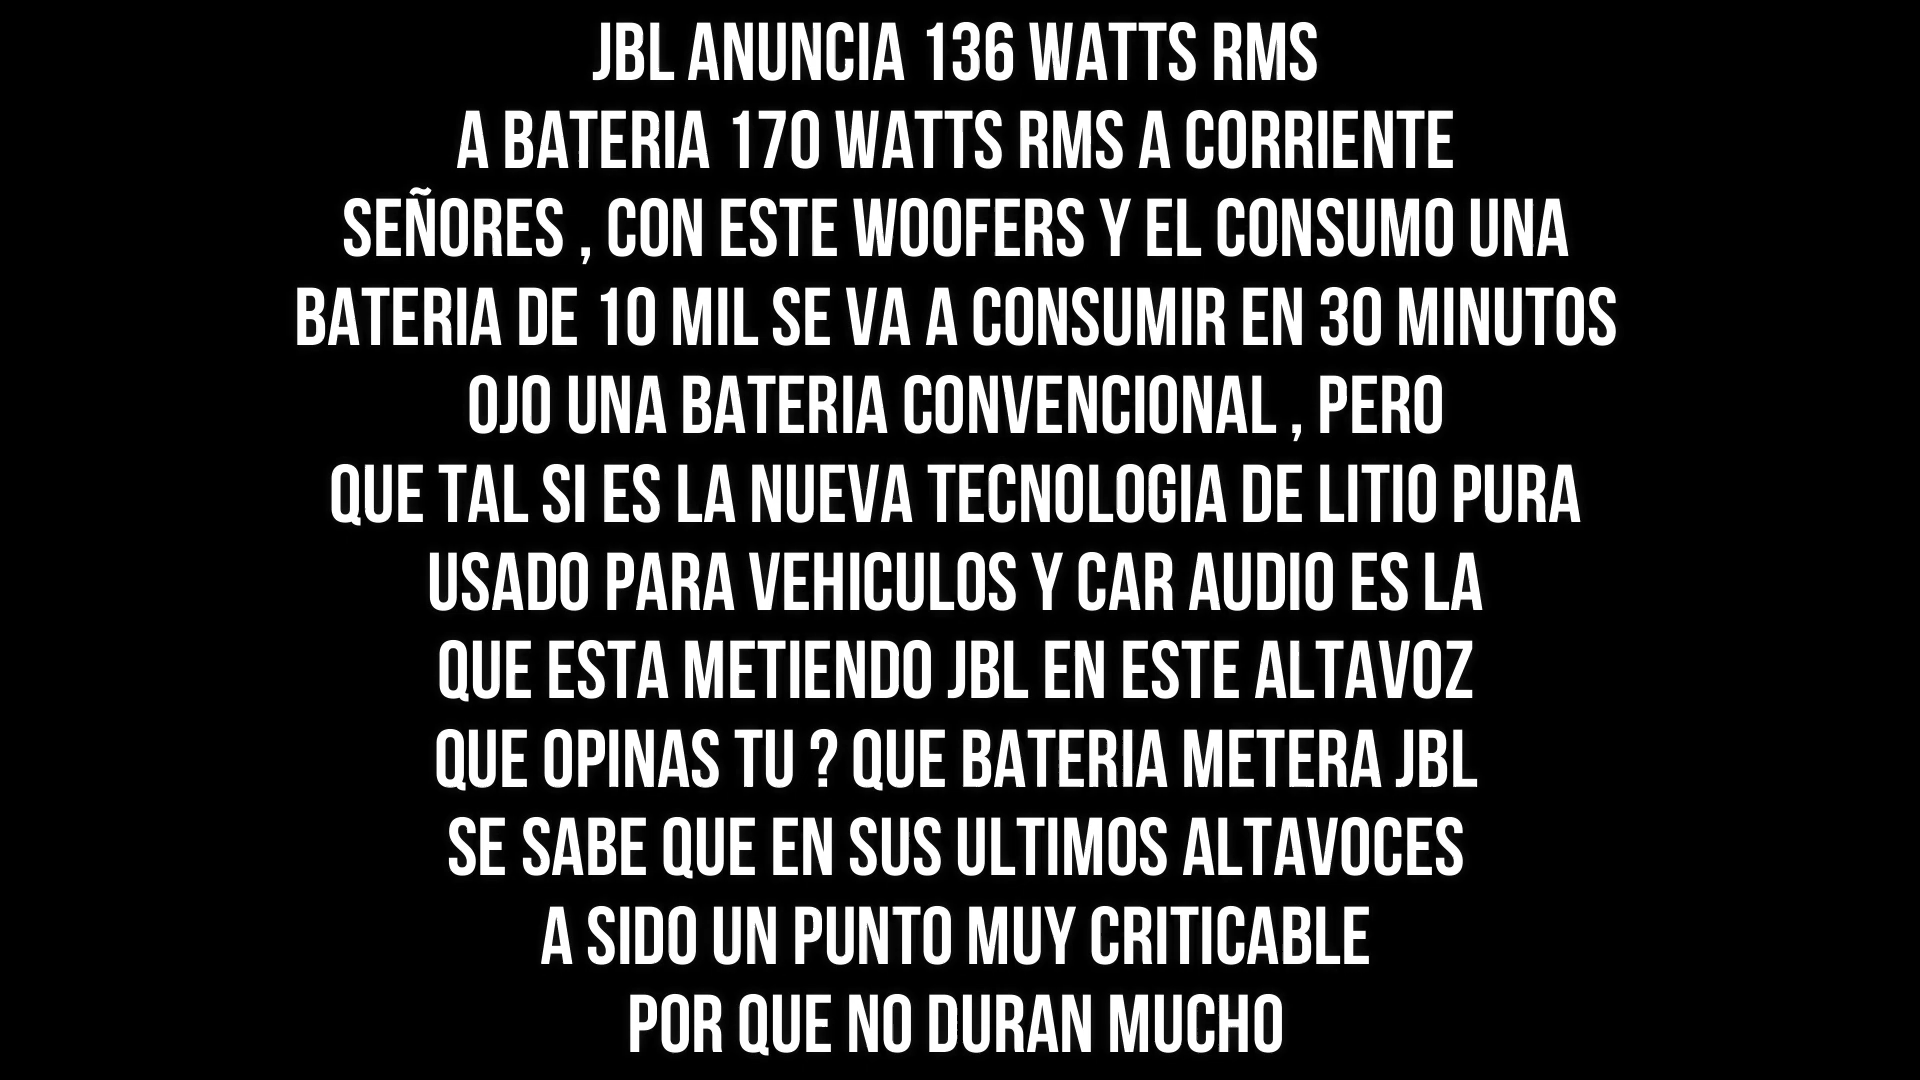 JBL ANUNCIA 136 WATTS RMS
A BATERIA 170 WATTS RMS A CORRIENTE
SEÑORES , CON ESTE WOOFERS Y EL CONSUMO UNA
BATERIA DE 10 MIL SE VA A CONSUMIR EN 30 MINUTOS
OJO UNA BATERIA CONVENCIONAL , PERO
QUE TAL SI ES LA NUEVA TECNOLOGIA DE LITIO PURA
USADO PARA VEHICULOS Y CAR AUDIO ES LA
QUE ESTA METIENDO JBL EN ESTE ALTAVOZ
QUE OPINAS TU ? QUE BATERIA METERA JBL
SE SABE QUE EN SUS ULTIMOS ALTAVOCES
A SIDO UN PUNTO MUY CRITICABLE
POR QUE NO DURAN MUCHO